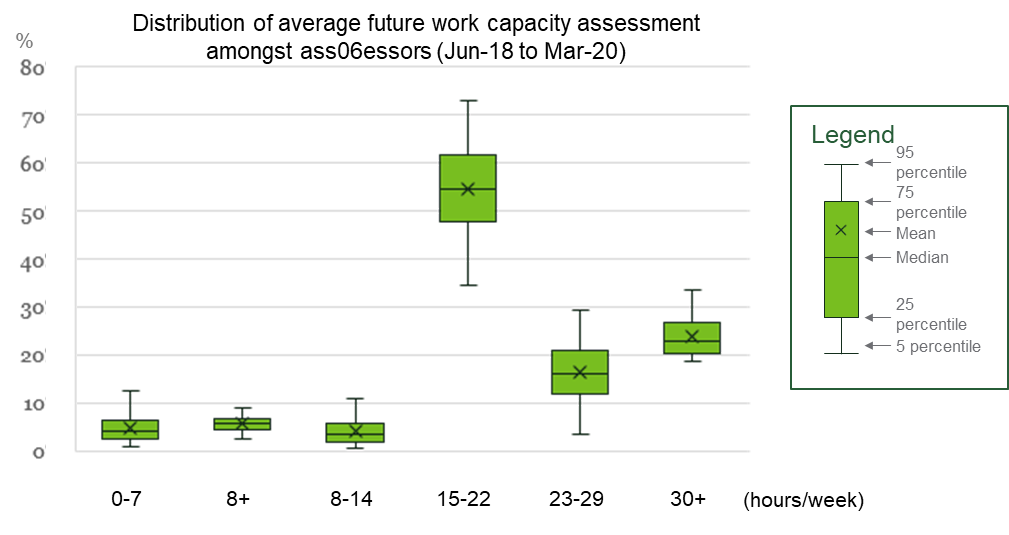 Distribution of average future work capacity assessment
amongst ass06essors (Jun-18 to Mar-20)
%
80
70
60
50
40
30
20
10
0
0-7 8+ 8-14 15-22 23-29 30+ (hours/week)
Legend
95
percentile
75
percentile
Mean
Median
25
percentile
5 percentile